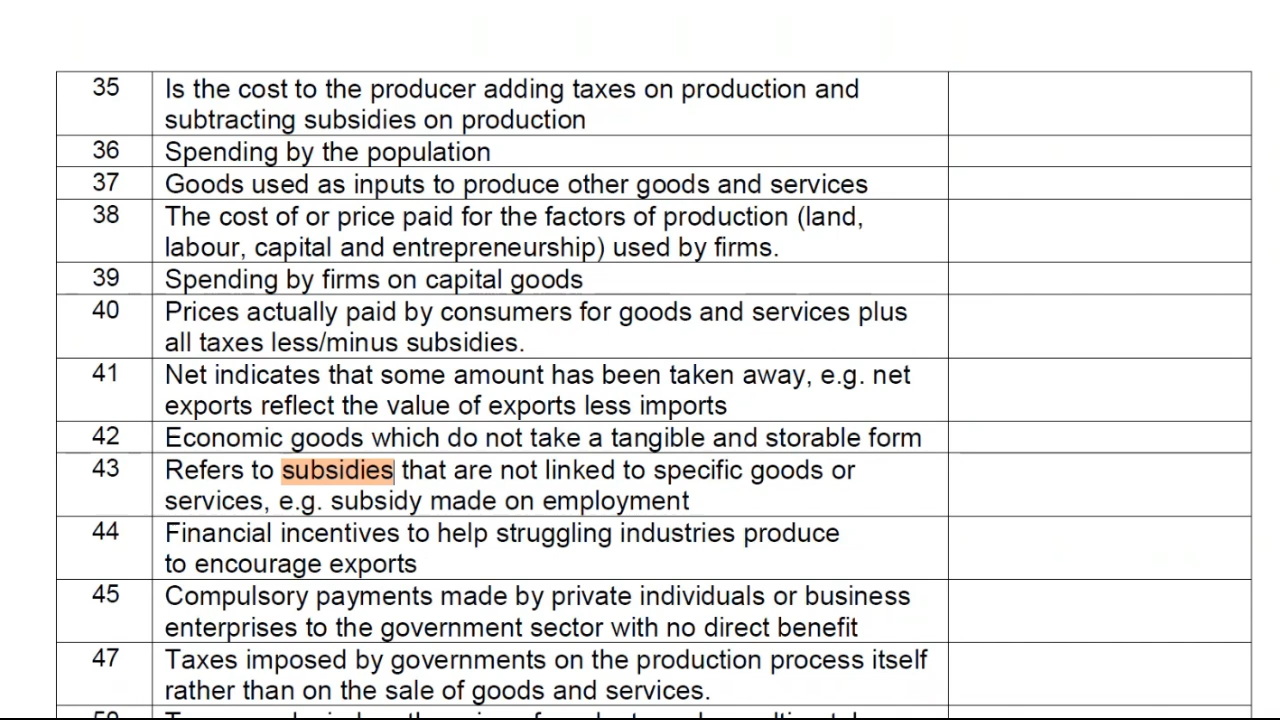 35 Is the cost to the producer adding taxes on production and
subtracting subsidies on production
36 Spending by the population
37 Goods used as inputs to produce other goods and services
38 The cost of or price paid for the factors of production (land,
labour, capital and entrepreneurship) used by firms.
39 Spending by firms on capital goods
40 Prices actually paid by consumers for goods and services plus
all taxes less/minus subsidies.
41 Net indicates that some amount has been taken away, e.g. net
exports reflect the value of exports less imports
42 Economic goods which do not take a tangible and storable form
43 Refers to subsidies that are not linked to specific goods or
services, e.g. subsidy made on employment
44 Financial incentives to help struggling industries produce
to encourage exports
45 Compulsory payments made by private individuals or business
enterprises to the government sector with no direct benefit
47 Taxes imposed by governments on the production process itself
rather than on the sale of goods and services.